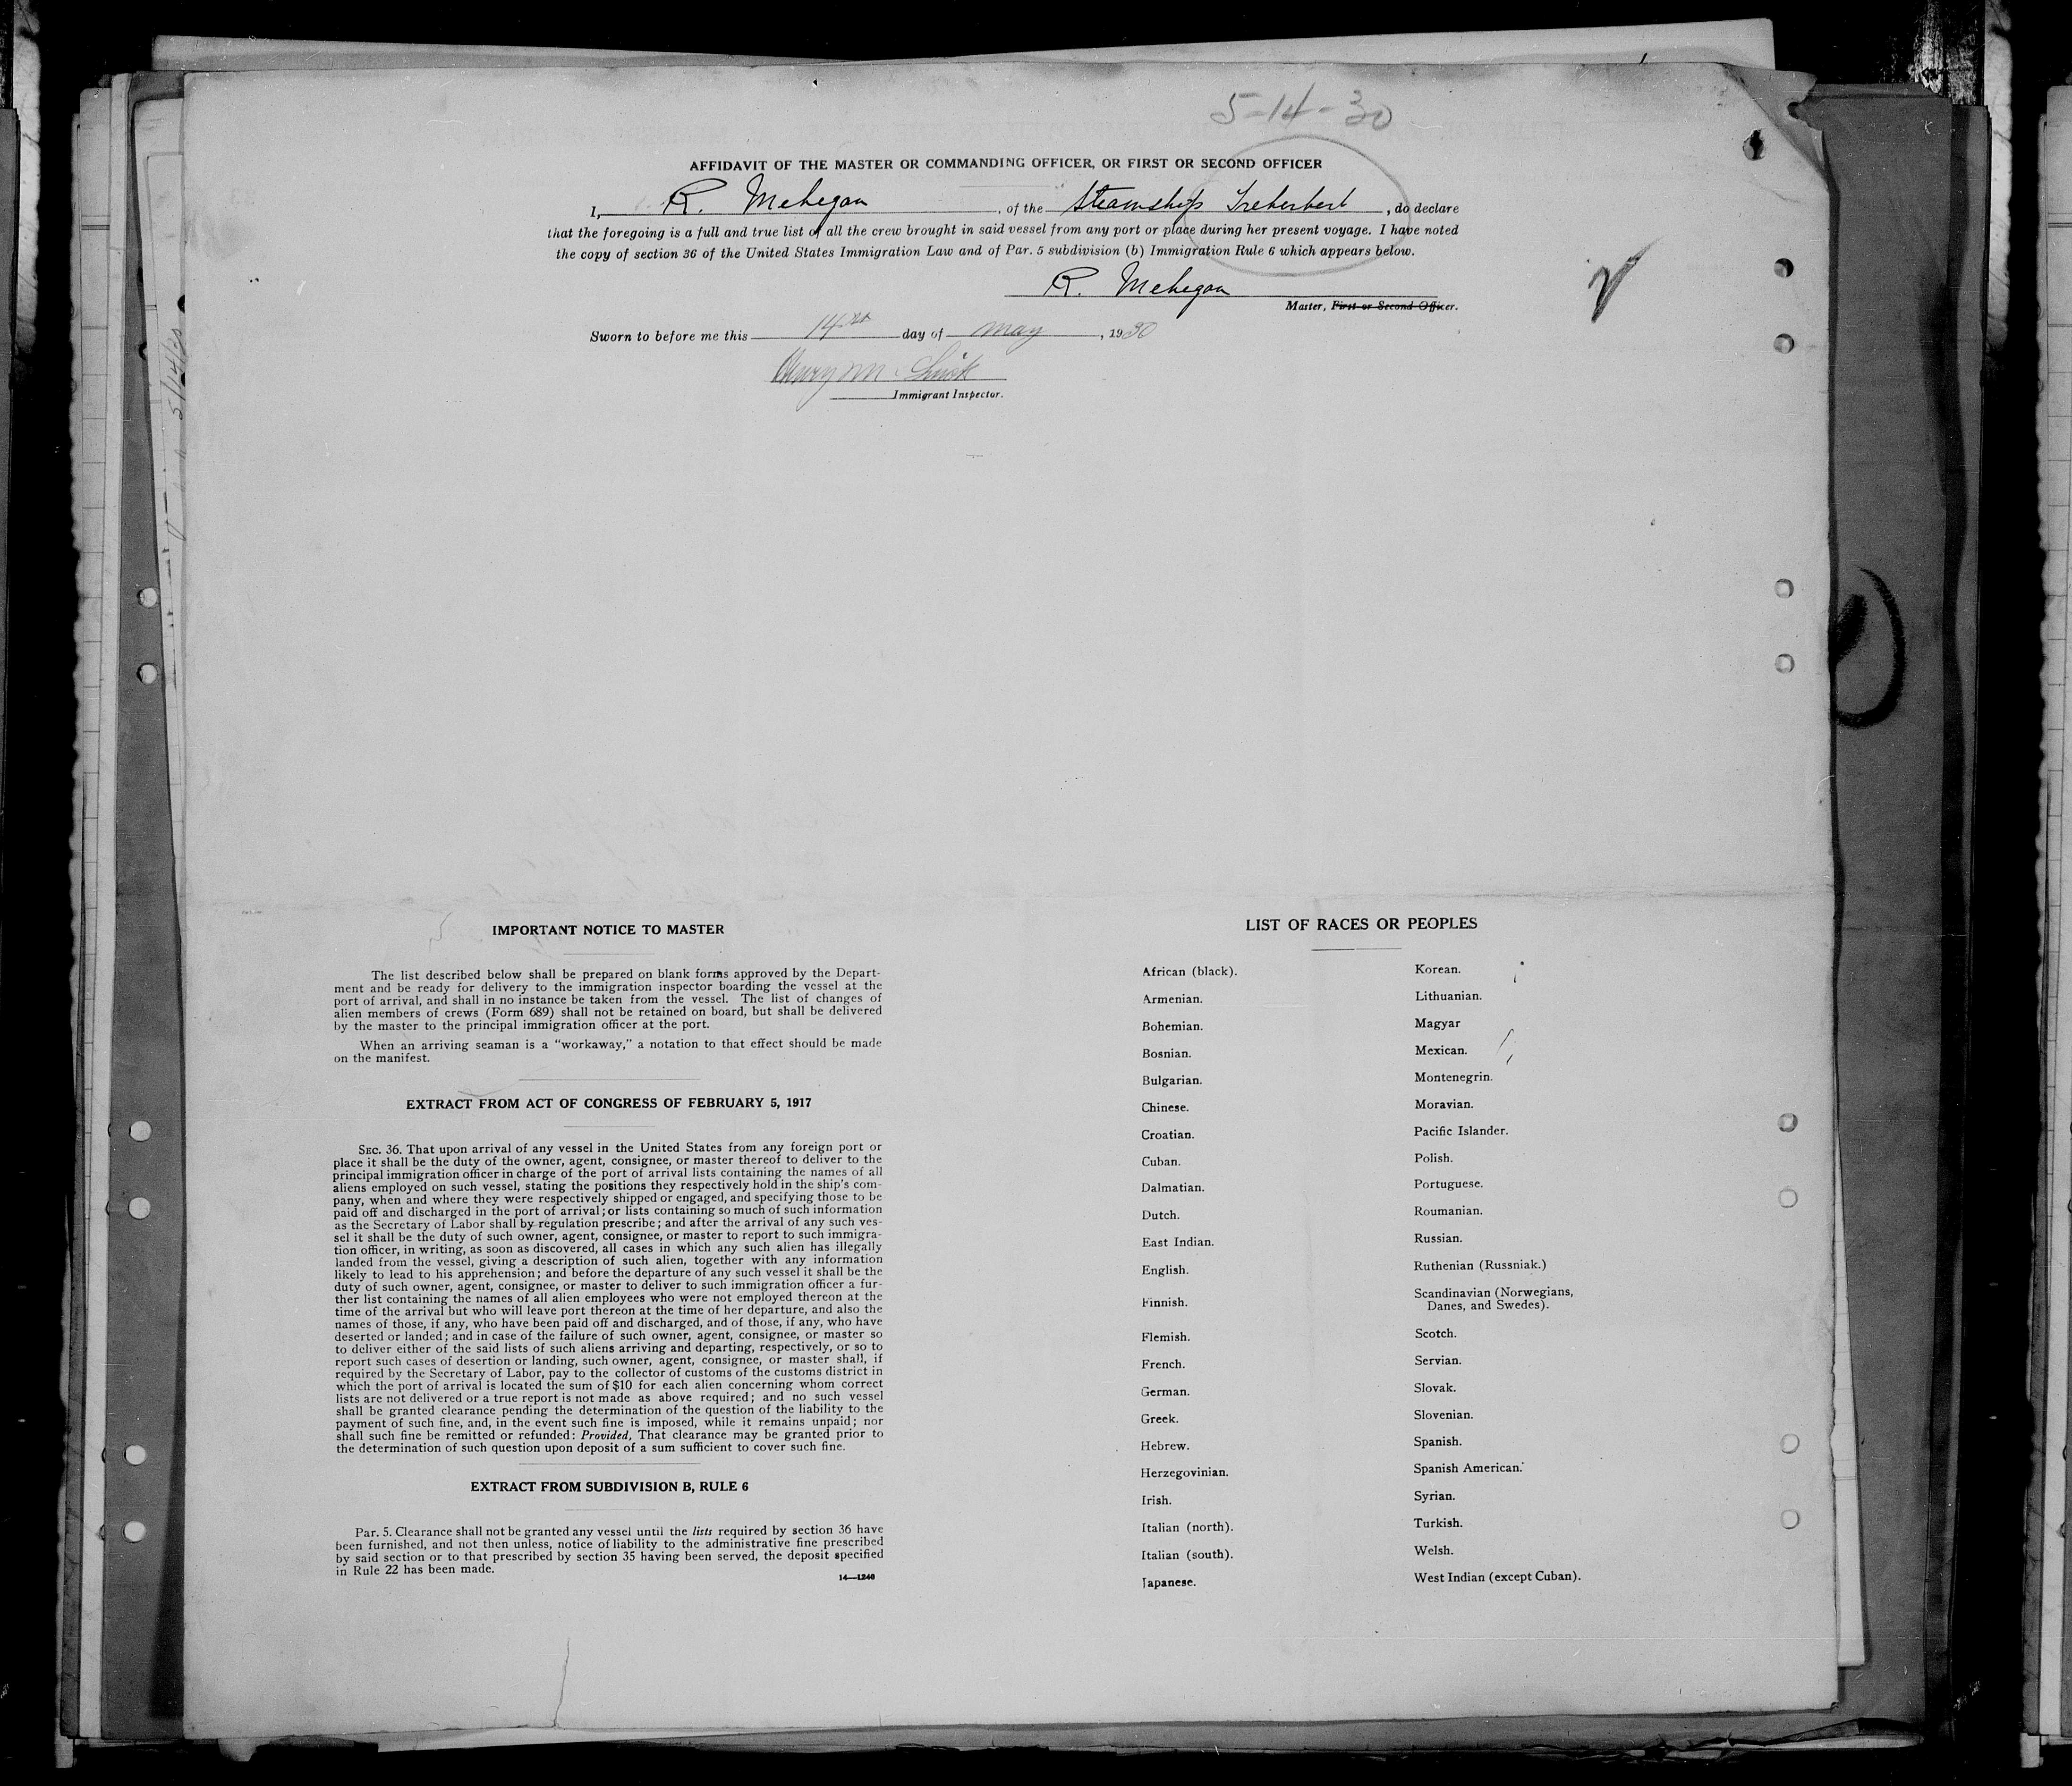 5-14-30
AFFIDAVIT OF THE MASTER OR COMMANDING OFFICER, OR FIRST OR SECOND OFFICER
I, R. Mehegan, of the Steamship Treherbert, do declare
that the foregoing is a full and true list of all the crew brought in said vessel from any port or place during her present voyage. I have noted
the copy of section 36 of the United States Immigration Law and of Par. 5 subdivision (b) Immigration Rule 6 which appears below.
R. Mehegan
Master, First or Second Officer.
Sworn to before me this 14th day of May, 1930
Henry M.
Immigrant Inspector.
5/14/30
IMPORTANT NOTICE TO MASTER
The list described below shall be prepared on blank forms approved by the Depart-
ment and be ready for delivery to the immigration inspector boarding the vessel at the
port of arrival, and shall in no instance be taken from the vessel. The list of changes of
alien members of crews (Form 689) shall not be retained on board, but shall be delivered
by the master to the principal immigration officer at the port.
When an arriving seaman is a "workaway," a notation to that effect should be made
on the manifest.
EXTRACT FROM ACT OF CONGRESS OF FEBRUARY 5, 1917
SEC. 36. That upon arrival of any vessel in the United States from any foreign port or
place it shall be the duty of the owner, agent, consignee, or master thereof to deliver to the
principal immigration officer in charge of the port of arrival lists containing the names of all
aliens employed on such vessel, stating the positions they respectively hold in the ship's com-
pany, when and where they were respectively shipped or engaged, and specifying those to be
paid off and discharged in the port of arrival; or lists containing so much of such information
as the Secretary of Labor shall by regulation prescribe; and after the arrival of any such ves-
sel it shall be the duty of such owner, agent, consignee, or master to report to such immigra-
tion officer, in writing, as soon as discovered, all cases in which any such alien has illegally
landed from the vessel, giving a description of such alien, together with any information
likely to lead to his apprehension; and before the departure of any such vessel it shall be the
duty of such owner, agent, consignee, or master to deliver to such immigration officer a fur-
ther list containing the names of all alien employees who were not employed thereon at the
time of the arrival but who will leave port thereon at the time of her departure, and also the
names of those, if any, who have been paid off and discharged, and of those, if any, who have
deserted or landed; and in case of the failure of such owner, agent, consignee, or master so
to deliver either of the said lists of such aliens arriving and departing, respectively, or so to
report such cases of desertion or landing, such owner, agent, consignee, or master shall, if
required by the Secretary of Labor, pay to the collector of customs of the customs district in
which the port of arrival is located the sum of $10 for each alien concerning whom correct
lists are not delivered or a true report is not made as above required; and no such vessel
shall be granted clearance pending the determination of the question of the liability to the
payment of such fine, and, in the event such fine is imposed, while it remains unpaid; nor
shall such fine be remitted or refunded: Provided, That clearance may be granted prior to
the determination of such question upon deposit of a sum sufficient to cover such fine.
EXTRACT FROM SUBDIVISION B, RULE 6
Par. 5. Clearance shall not be granted any vessel until the lists required by section 36 have
been furnished, and not then unless, notice of liability to the administrative fine prescribed
by said section or to that prescribed by section 35 having been served, the deposit specified
in Rule 22 has been made.
14—1240
LIST OF RACES OR PEOPLES
African (black).
Armenian.
Bohemian.
Bosnian.
Bulgarian.
Chinese.
Croatian.
Cuban.
Dalmatian.
Dutch.
East Indian.
English.
Finnish.
Flemish.
French.
German.
Greek.
Hebrew.
Herzegovinian.
Irish.
Italian (north).
Italian (south).
Japanese.
Korean.
Lithuanian.
Magyar
Mexican.
Montenegrin.
Moravian.
Pacific Islander.
Polish.
Portuguese.
Roumanian.
Russian.
Ruthenian (Russniak.)
Scandinavian (Norwegians,
Danes, and Swedes).
Scotch.
Servian.
Slovak.
Slovenian.
Spanish.
Spanish American.
Syrian.
Turkish.
Welsh.
West Indian (except Cuban).